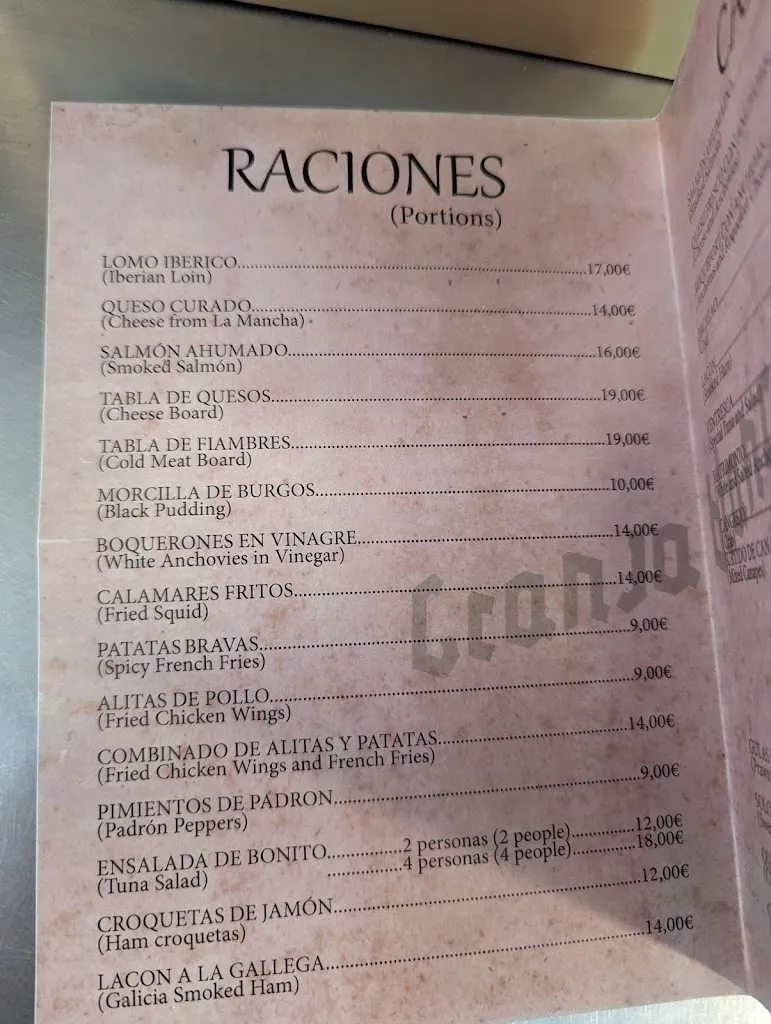 RACIONES
(Portions)
LOMO IBERICO 17,00€
(Iberian Loin)
QUESO CURADO 14,00€
(Cheese from La Mancha)
SALMÓN AHUMADO 16,00€
(Smoked Salmón)
TABLA DE QUESOS 19,00€
(Cheese Board)
TABLA DE FIAMBRES 19,00€
(Cold Meat Board)
MORCILLA DE BURGOS 10,00€
(Black Pudding)
BOQUERONES EN VINAGRE 14,00€
(White Anchovies in Vinegar)
CALAMARES FRITOS 14,00€
(Fried Squid)
PATATAS BRAVAS 9,00€
(Spicy French Fries)
ALITAS DE POLLO 9,00€
(Fried Chicken Wings)
COMBINADO DE ALITAS Y PATATAS 14,00€
(Fried Chicken Wings and French Fries)
PIMIENTOS DE PADRON 9,00€
(Padrón Peppers)
ENSALADA DE BONITO 2 personas (2 people) 12,00€
4 personas (4 people) 18,00€
(Tuna Salad)
CROQUETAS DE JAMÓN 12,00€
(Ham croquetas)
LACON A LA GALLEGA 14,00€
(Galicia Smoked Ham)
Granja